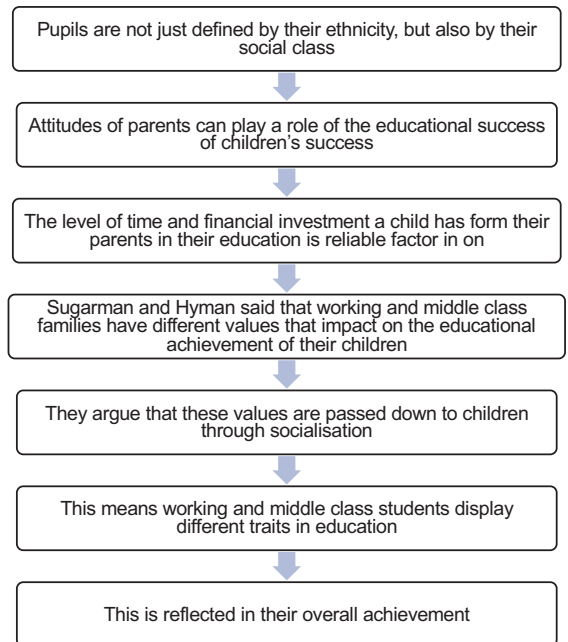 Pupils are not just defined by their ethnicity, but also by their
social class
Attitudes of parents can play a role of the educational success
of children's success
The level of time and financial investment a child has form their
parents in their education is reliable factor in on
Sugarman and Hyman said that working and middle class
families have different values that impact on the educational
achievement of their children
They argue that these values are passed down to children
through socialisation
This means working and middle class students display
different traits in education
This is reflected in their overall achievement